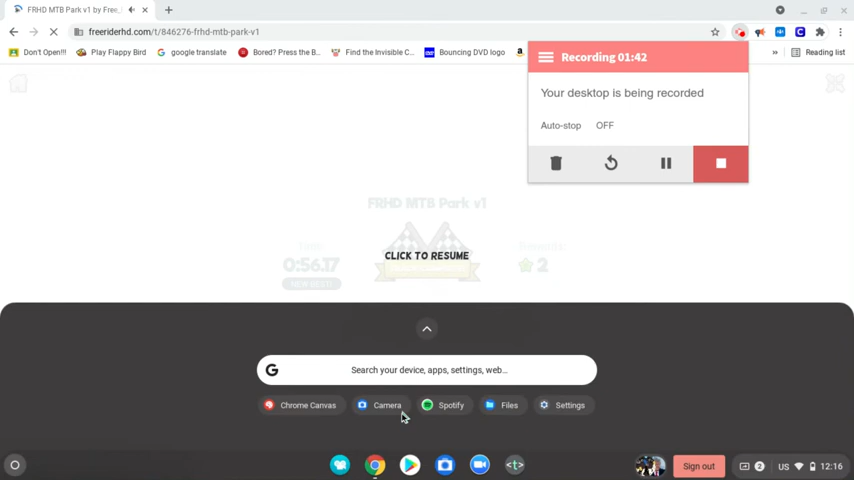 FRHD MTB Park v1 by Free_
freeriderhd.com/t/846276-frhd-mtb-park-v1
Don't Open!!!
Play Flappy Bird
google translate
Bored? Press the B...
Find the Invisible C...
Bouncing DVD logo
»
Reading list
Recording 01:42
Your desktop is being recorded
Auto-stop OFF
FRHD MTB Park v1
CLICK TO RESUME
0:56.17
2
NEW BEST!
Search your device, apps, settings, web...
Chrome Canvas
Camera
Spotify
Files
Settings
<t>
Sign out
2
US
12:16